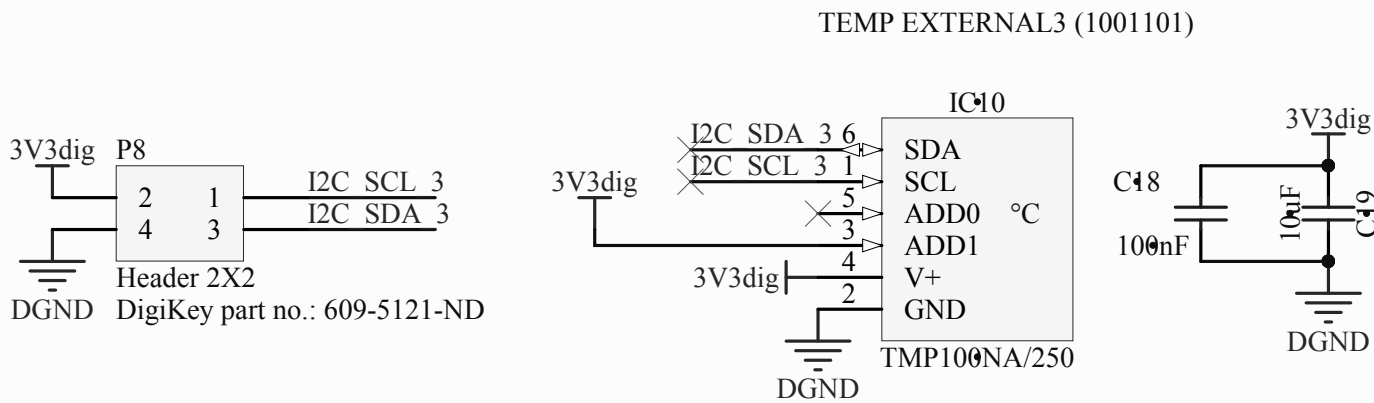 TEMP EXTERNAL3 (1001101)
3V3dig
P8
2 1
4 3
I2C SCL 3
I2C SDA 3
Header 2X2
DigiKey part no.: 609-5121-ND
DGND
IC10
I2C SDA 3 6 SDA
I2C SCL 3 1 SCL
5 ADD0
°C
3V3dig
3 ADD1
3V3dig
4 V+
2 GND
DGND
TMP100NA/250
3V3dig
C18
100nF
10uF
C19
DGND